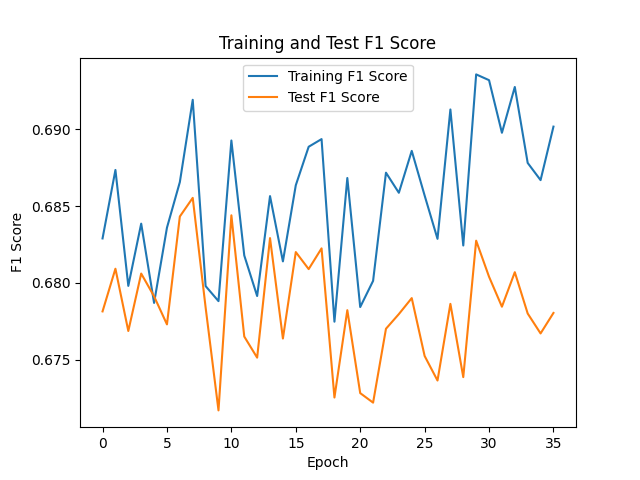 Training and Test F1 Score
Training F1 Score
Test F1 Score
0.690
0.685
0.680
0.675
F1 Score
0 5 10 15 20 25 30 35
Epoch